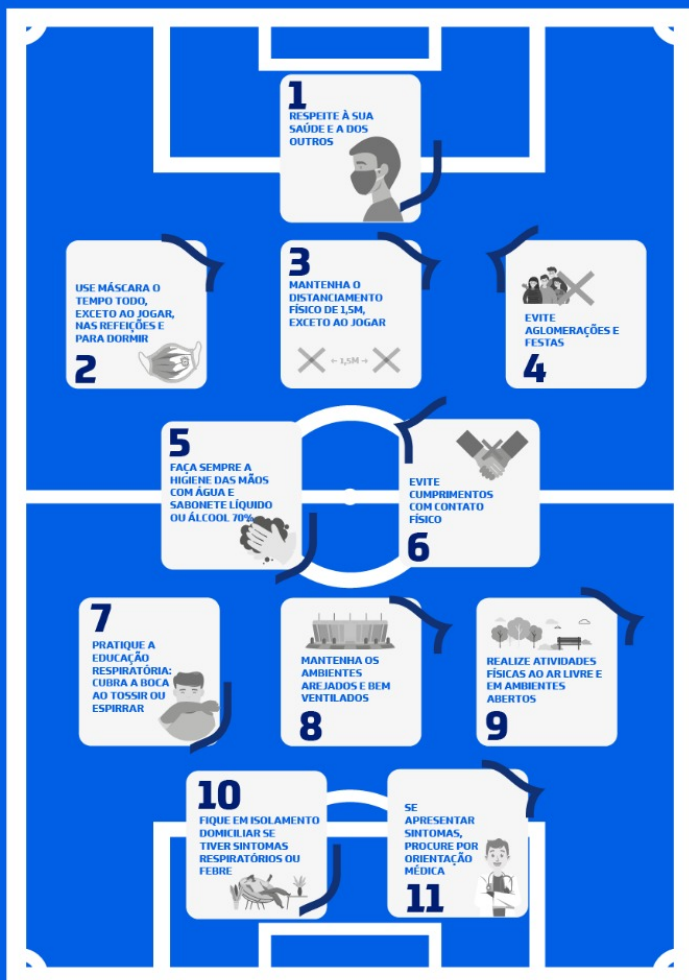 1
RESPEITE À SUA
SAÚDE E A DOS
OUTROS
USE MÁSCARA O
TEMPO TODO,
EXCETO AO JOGAR,
NAS REFEIÇÕES E
PARA DORMIR
2
3
MANTENHA O
DISTANCIAMENTO
FÍSICO DE 1,5M,
EXCETO AO JOGAR
← 1,5M →
EVITE
AGLOMERAÇÕES E
FESTAS
4
5
FAÇA SEMPRE A
HIGIENE DAS MÃOS
COM ÁGUA E
SABONETE LÍQUIDO
OU ÁLCOOL 70%
EVITE
CUMPRIMENTOS
COM CONTATO
FÍSICO
6
7
PRATIQUE A
EDUCAÇÃO
RESPIRATÓRIA:
CUBRA A BOCA
AO TOSSIR OU
ESPIRRAR
MANTENHA OS
AMBIENTES
AREJADOS E BEM
VENTILADOS
8
REALIZE ATIVIDADES
FÍSICAS AO AR LIVRE E
EM AMBIENTES
ABERTOS
9
10
FIQUE EM ISOLAMENTO
DOMICILIAR SE
TIVER SINTOMAS
RESPIRATÓRIOS OU
FEBRE
SE
APRESENTAR
SINTOMAS,
PROCURE POR
ORIENTAÇÃO
MÉDICA
11